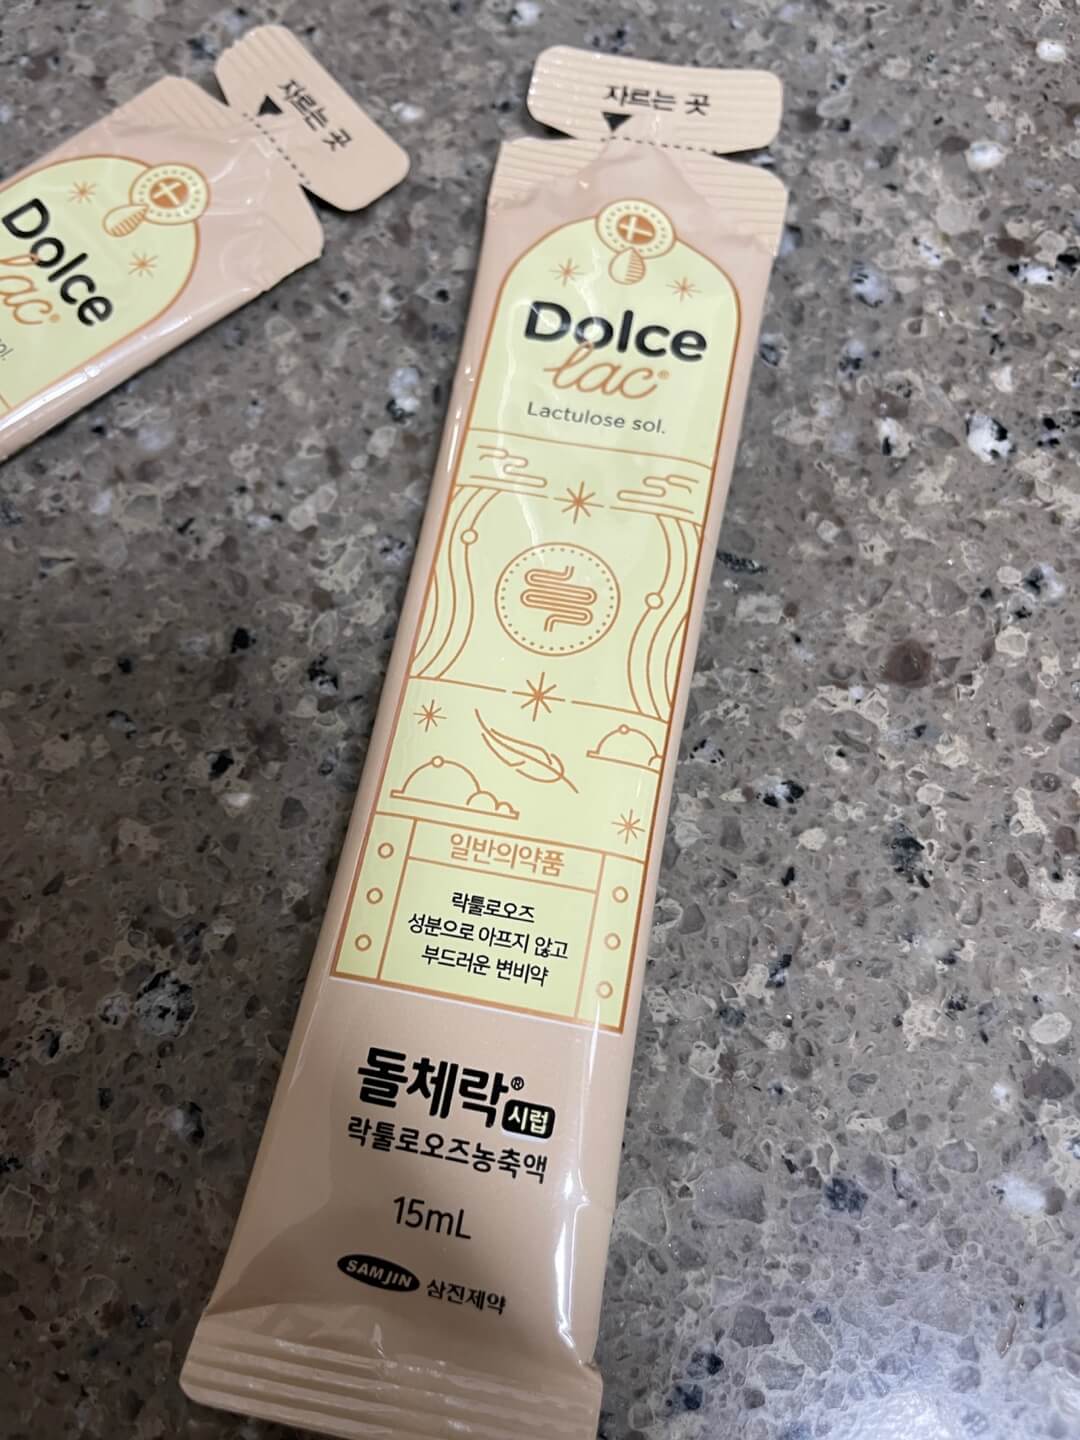 자르는 곳
Dolce
lac®
sol.
자르는 곳
Dolce
lac®
Lactulose sol.
일반의약품
락툴로오즈
성분으로 아프지 않고
부드러운 변비약
돌체락® 시럽
락툴로오즈농축액
15mL
SAMJIN 삼진제약